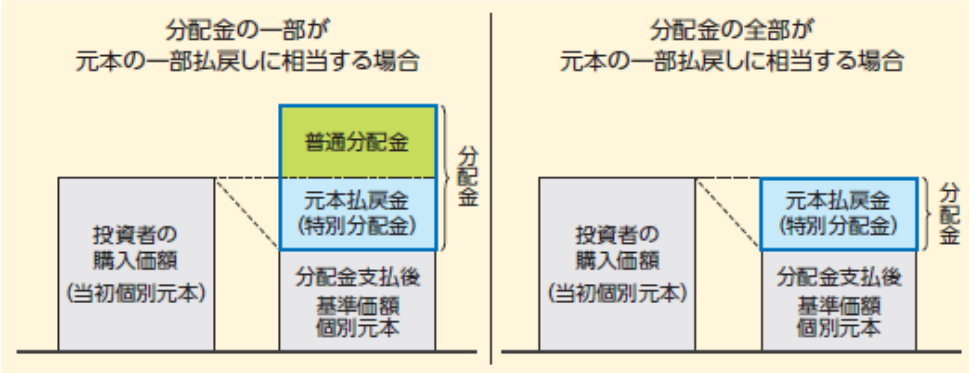 分配金の一部が
元本の一部払戻しに相当する場合
普通分配金
元本払戻金
(特別分配金)
分配金
投資者の
購入価額
(当初個別元本)
分配金支払後
基準価額
個別元本
分配金の全部が
元本の一部払戻しに相当する場合
元本払戻金
(特別分配金)
分配金
投資者の
購入価額
(当初個別元本)
分配金支払後
基準価額
個別元本